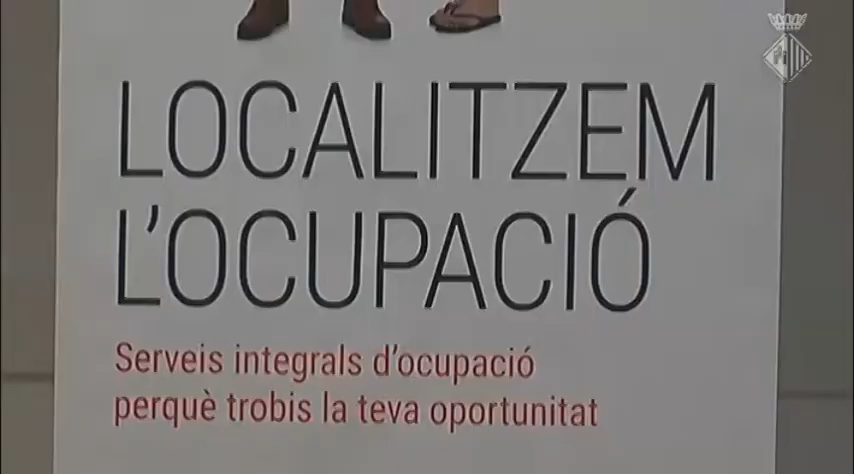 LOCALITZEM
L'OCUPACIÓ
Serveis integrals d'ocupació
perquè trobis la teva oportunitat